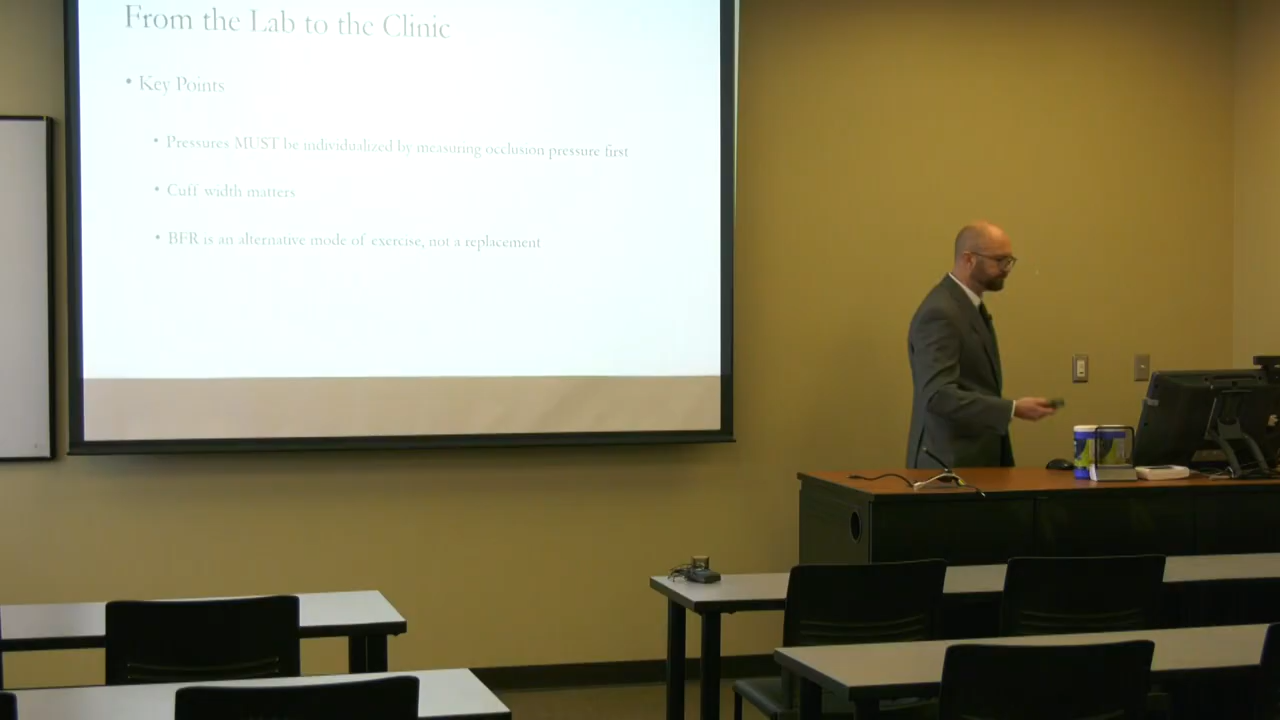 From the Lab to the Clinic
• Key Points
• Pressures MUST be individualized by measuring occlusion pressure first
• Cuff width matters
• BFR is an alternative mode of exercise, not a replacement